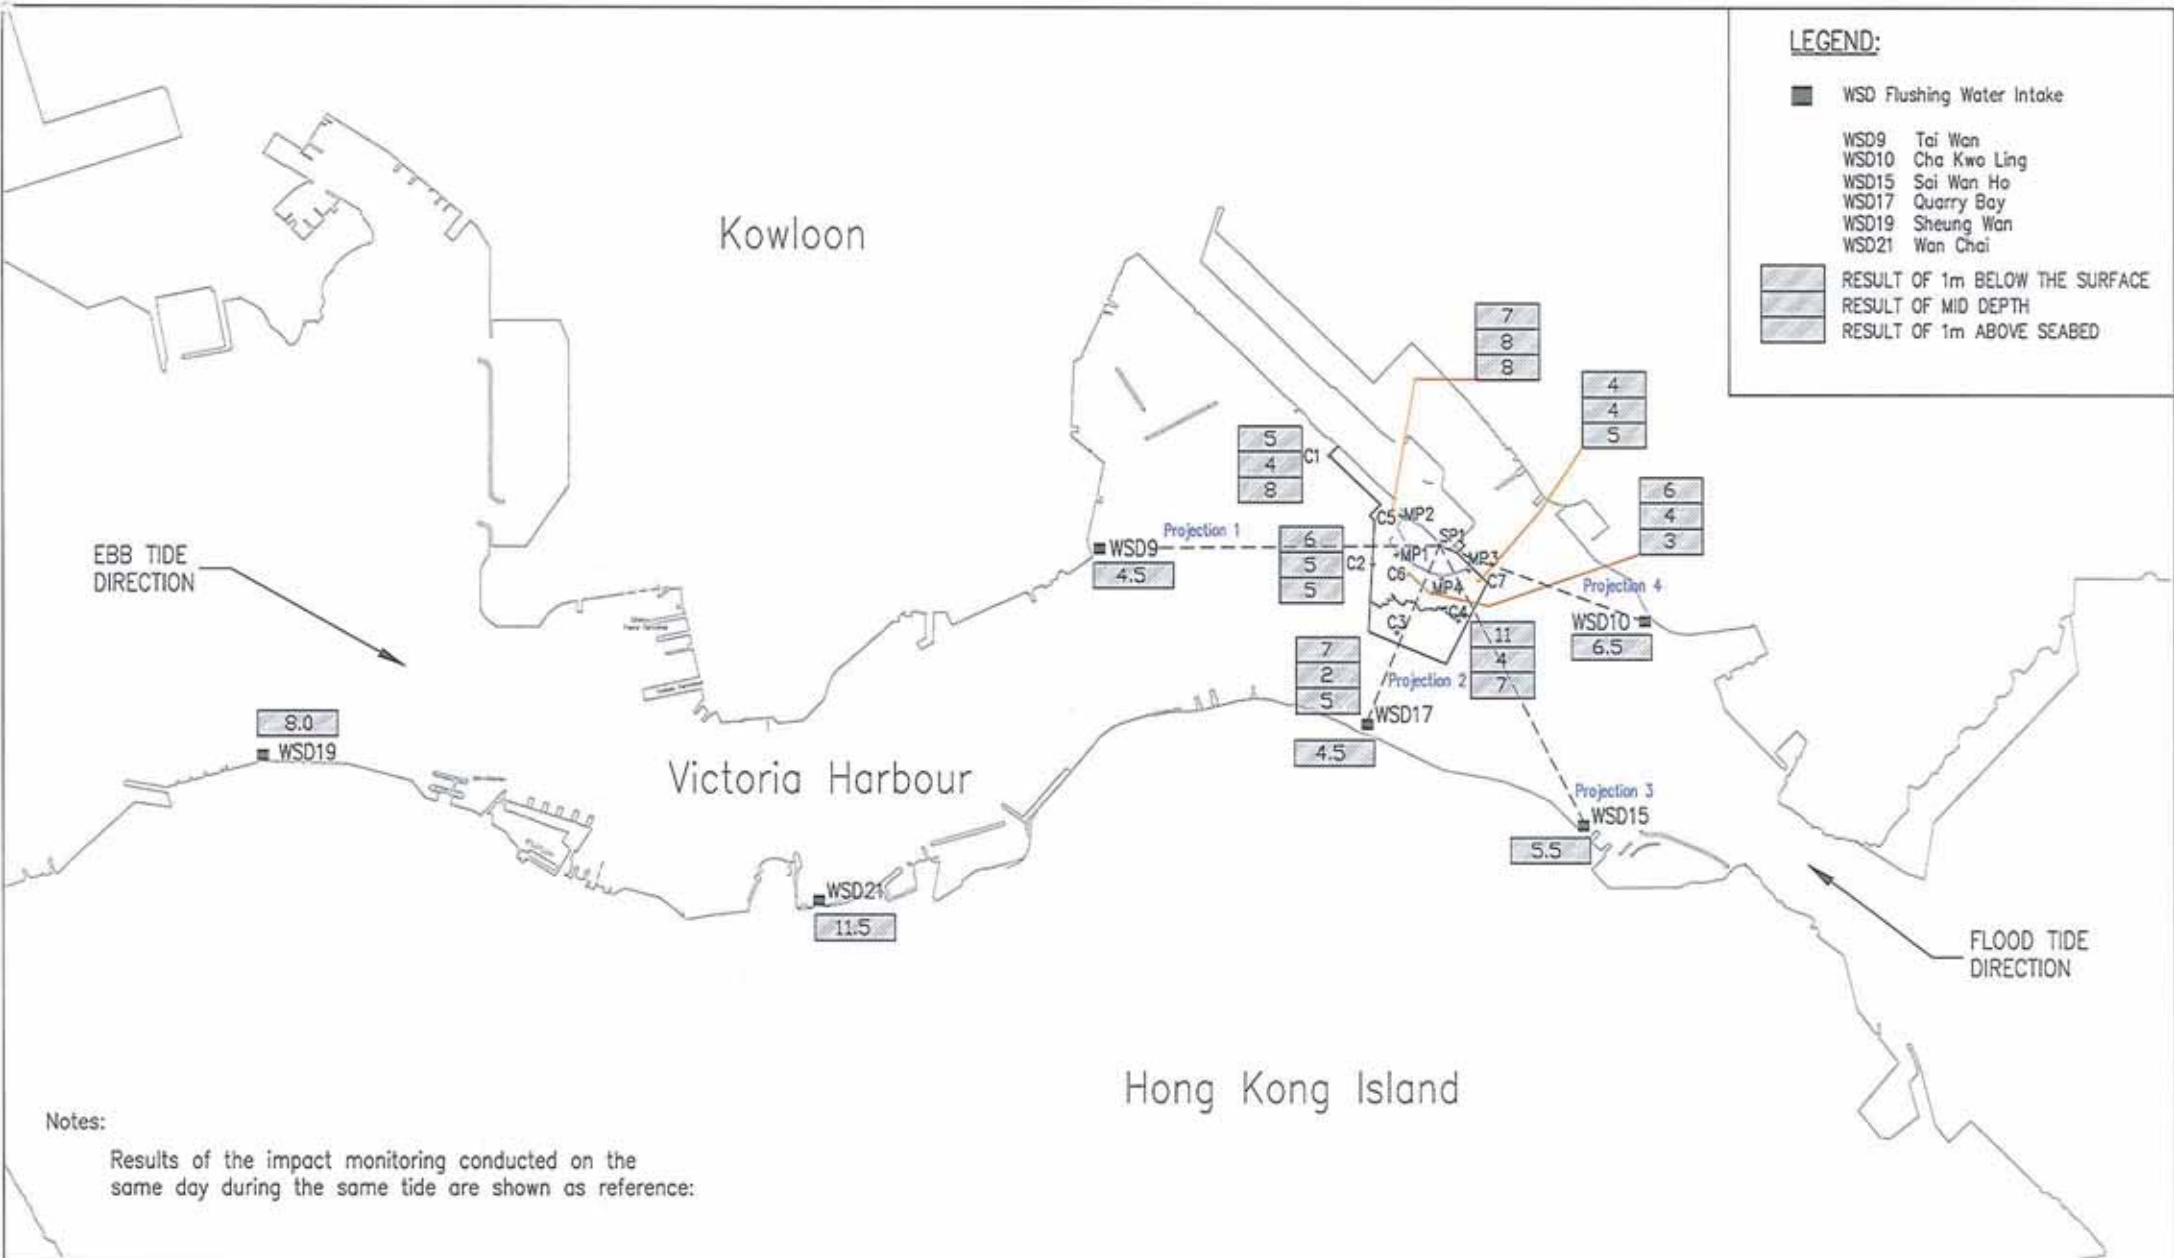 LEGEND:
WSD Flushing Water Intake
WSD9 Tai Wan
WSD10 Cha Kwo Ling
WSD15 Sai Wan Ho
WSD17 Quarry Bay
WSD19 Sheung Wan
WSD21 Wan Chai
RESULT OF 1m BELOW THE SURFACE
RESULT OF MID DEPTH
RESULT OF 1m ABOVE SEABED
Kowloon
7
8
8
4
4
5
5
4
8
C1
6
4
3
C5
MP2
Projection 1
SP1
WSD9
4.5
6
5
5
C2
MP1
MP3
C6
C7
MP4
Projection 4
C3
C4
WSD10
6.5
EBB TIDE
DIRECTION
7
2
5
11
4
7
Projection 2
WSD17
4.5
8.0
WSD19
Victoria Harbour
Projection 3
WSD15
5.5
WSD21
11.5
FLOOD TIDE
DIRECTION
Hong Kong Island
Notes:
Results of the impact monitoring conducted on the
same day during the same tide are shown as reference: